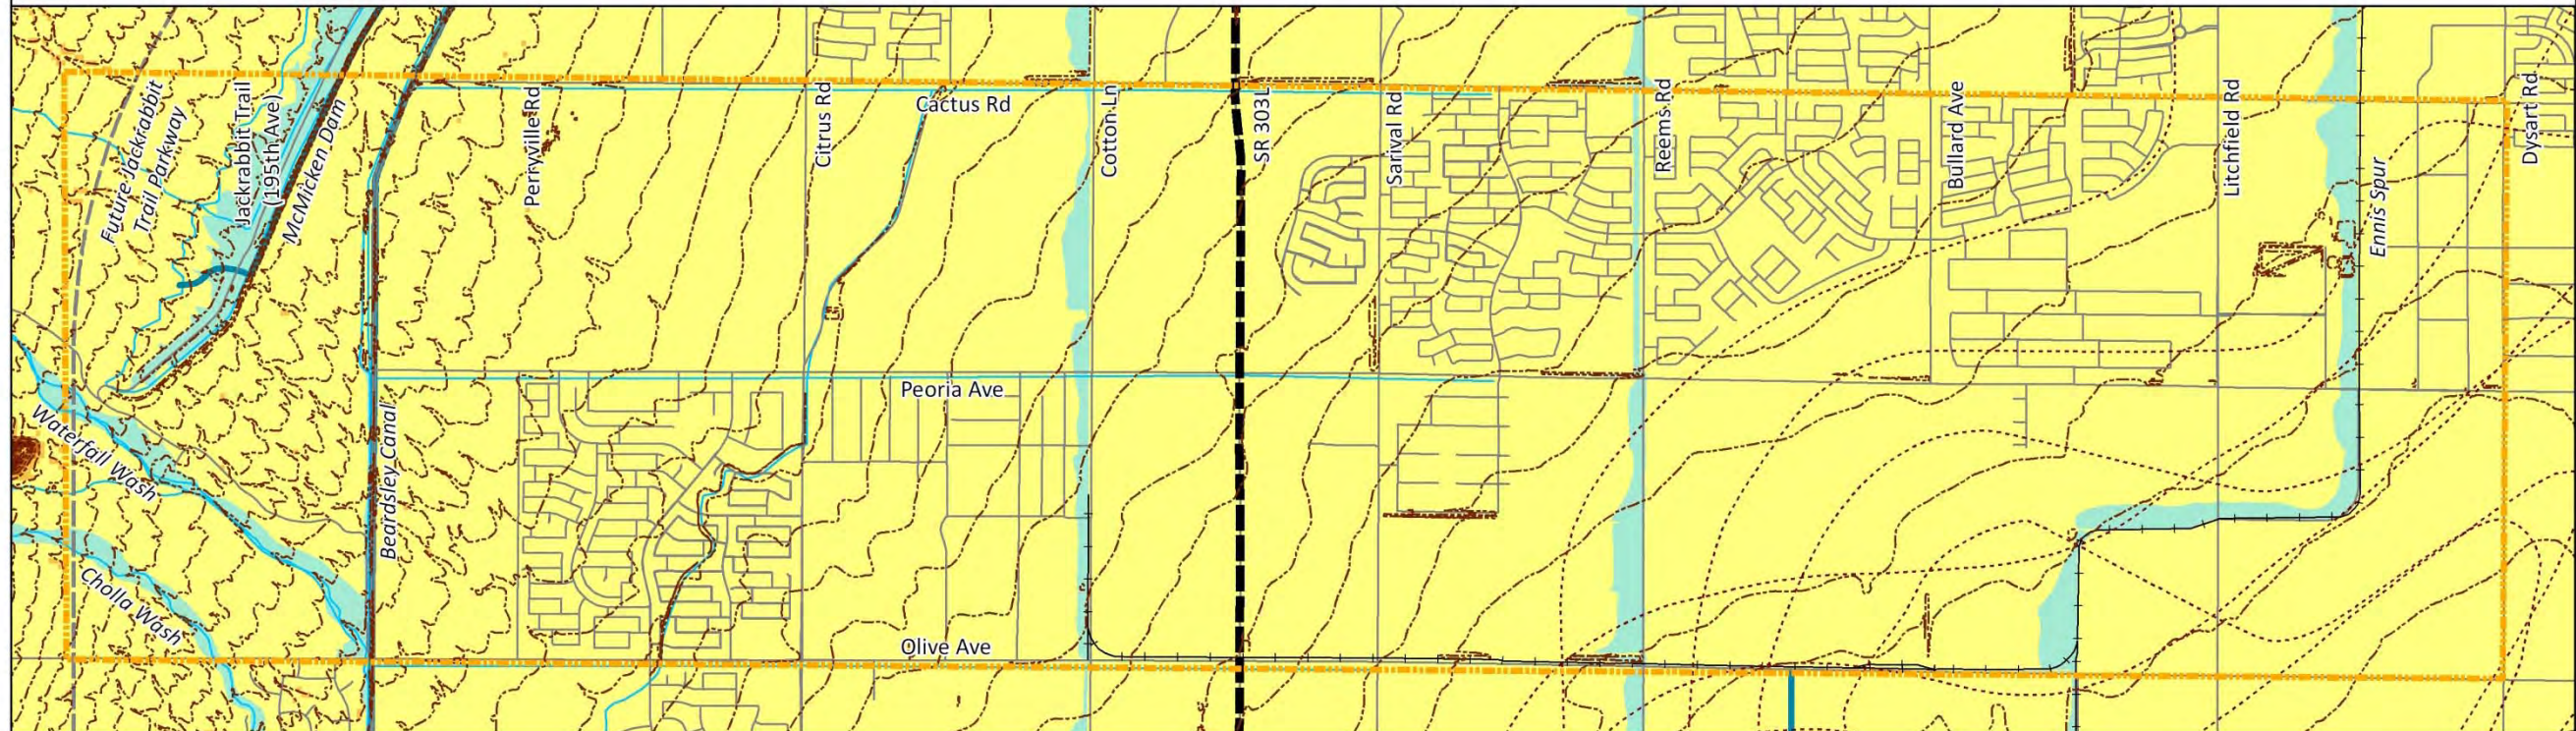 Future Jackrabbit
Trail Parkway
Jackrabbit Trail
(195th Ave)
McMicken Dam
Perryville Rd
Citrus Rd
Cactus Rd
Cotton Ln
SR 303L
Sarival Rd
Reems Rd
Bullard Ave
Litchfield Rd
Ennis Spur
Dysart Rd
Waterfall Wash
Beardsley Canal
Peoria Ave
Cholla Wash
Olive Ave